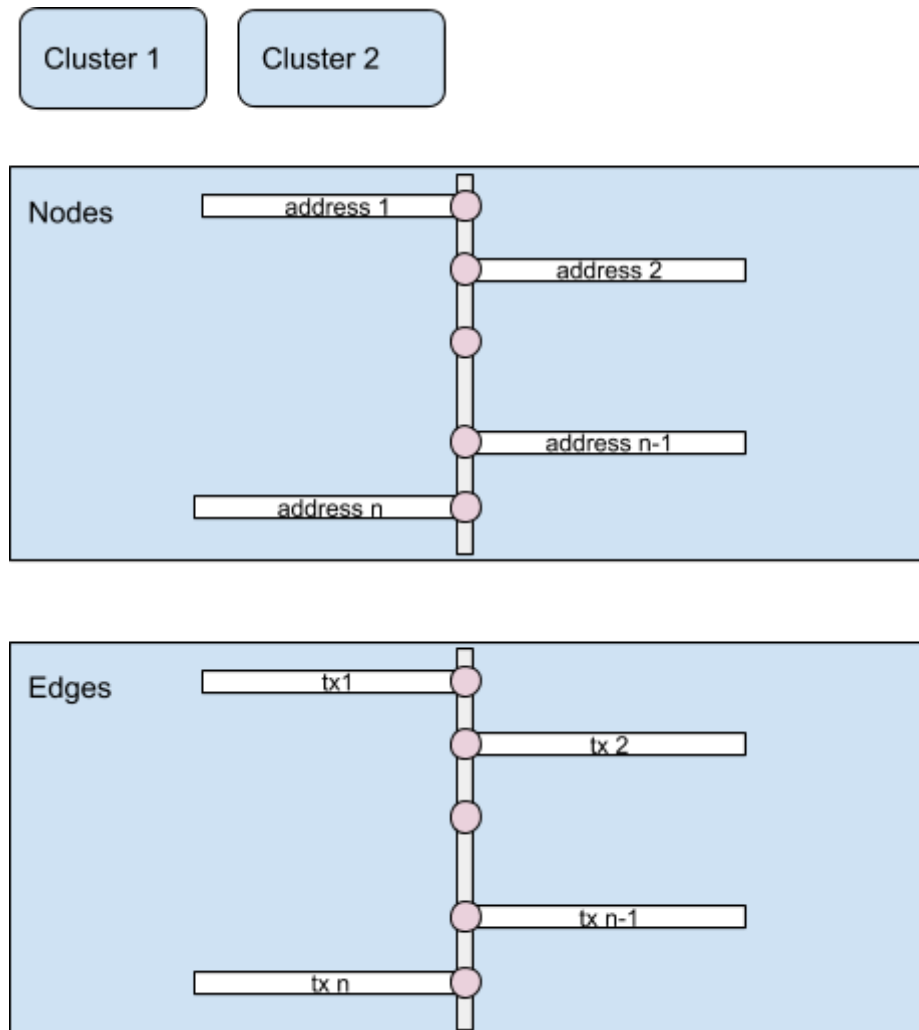 Cluster 1
Cluster 2
Nodes
address 1
address 2
address n-1
address n
Edges
tx1
tx 2
tx n-1
tx n